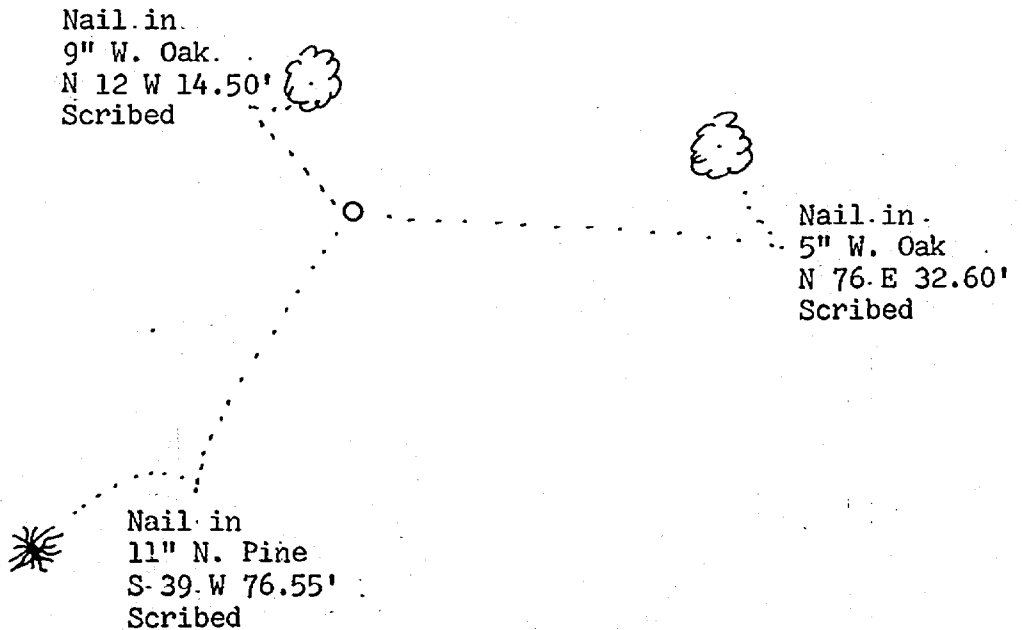 Nail in
9" W. Oak
N 12 W 14.50'
Scribed
Nail in
5" W. Oak
N 76 E 32.60'
Scribed
Nail in
11" N. Pine
S 39 W 76.55'
Scribed